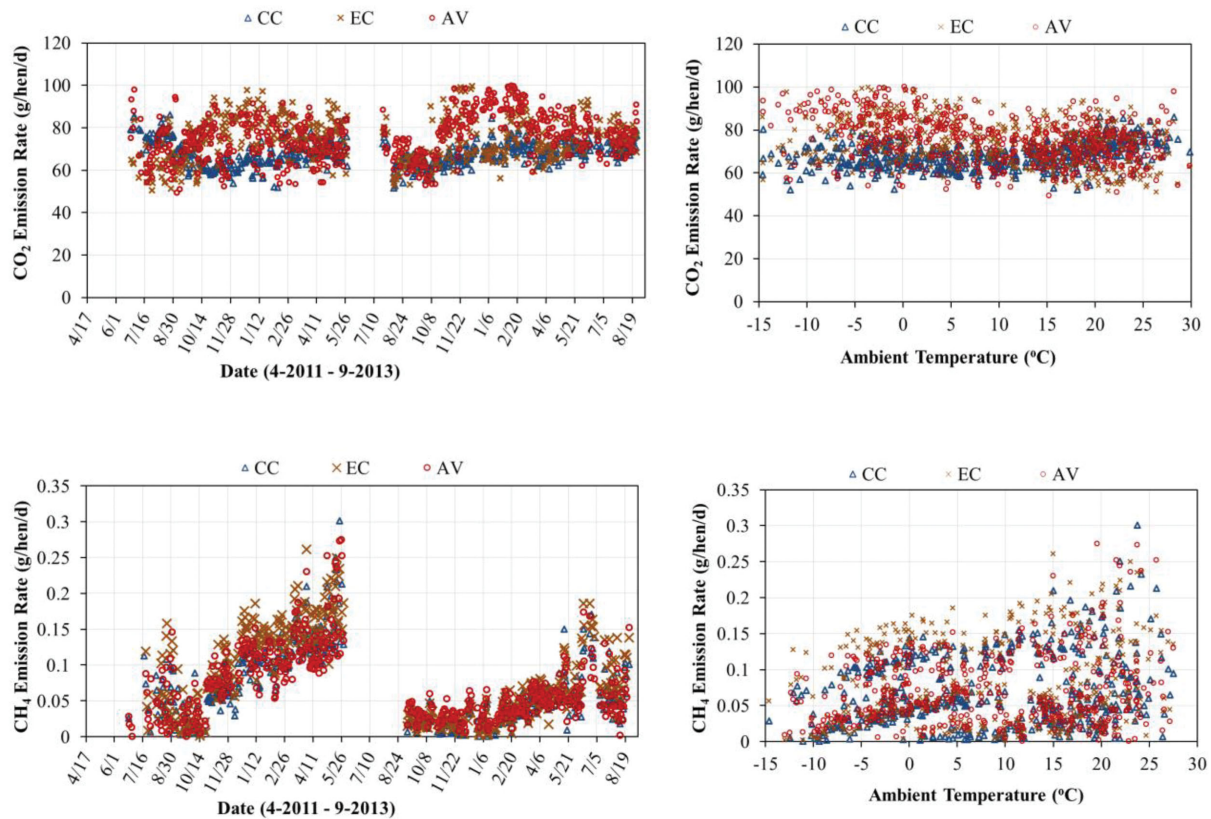 CC EC AV
CO2 Emission Rate (g/hen/d)
120
100
80
60
40
20
0
4/17 6/1 7/16 8/30 10/14 11/28 1/12 2/26 4/11 5/26 7/10 8/24 10/8 11/22 1/6 2/20 4/6 5/21 7/5 8/19
Date (4-2011 - 9-2013)
CC EC AV
CO2 Emission Rate (g/hen/d)
120
100
80
60
40
20
0
-15 -10 -5 0 5 10 15 20 25 30
Ambient Temperature (oC)
CC EC AV
CH4 Emission Rate (g/hen/d)
0.35
0.3
0.25
0.2
0.15
0.1
0.05
0
4/17 6/1 7/16 8/30 10/14 11/28 1/12 2/26 4/11 5/26 7/10 8/24 10/8 11/22 1/6 2/20 4/6 5/21 7/5 8/19
Date (4-2011 - 9-2013)
CC EC AV
CH4 Emission Rate (g/hen/d)
0.35
0.3
0.25
0.2
0.15
0.1
0.05
0
-15 -10 -5 0 5 10 15 20 25 30
Ambient Temperature (oC)